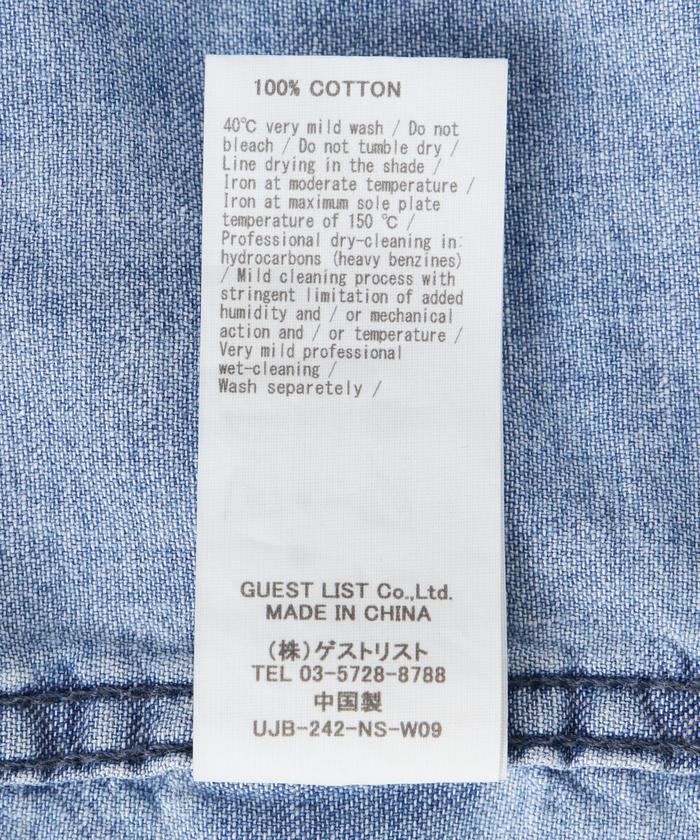 100% COTTON
40℃ very mild wash / Do not
bleach / Do not tumble dry /
Line drying in the shade /
Iron at moderate temperature /
Iron at maximum sole plate
temperature of 150 ℃ /
Professional dry-cleaning in:
hydrocarbons (heavy benzines)
/ Mild cleaning process with
stringent limitation of added
humidity and / or mechanical
action and / or temperature /
Very mild professional
wet-cleaning /
Wash separetely /
GUEST LIST Co.,Ltd.
MADE IN CHINA
(株)ゲストリスト
TEL 03-5728-8788
中国製
UJB-242-NS-W09